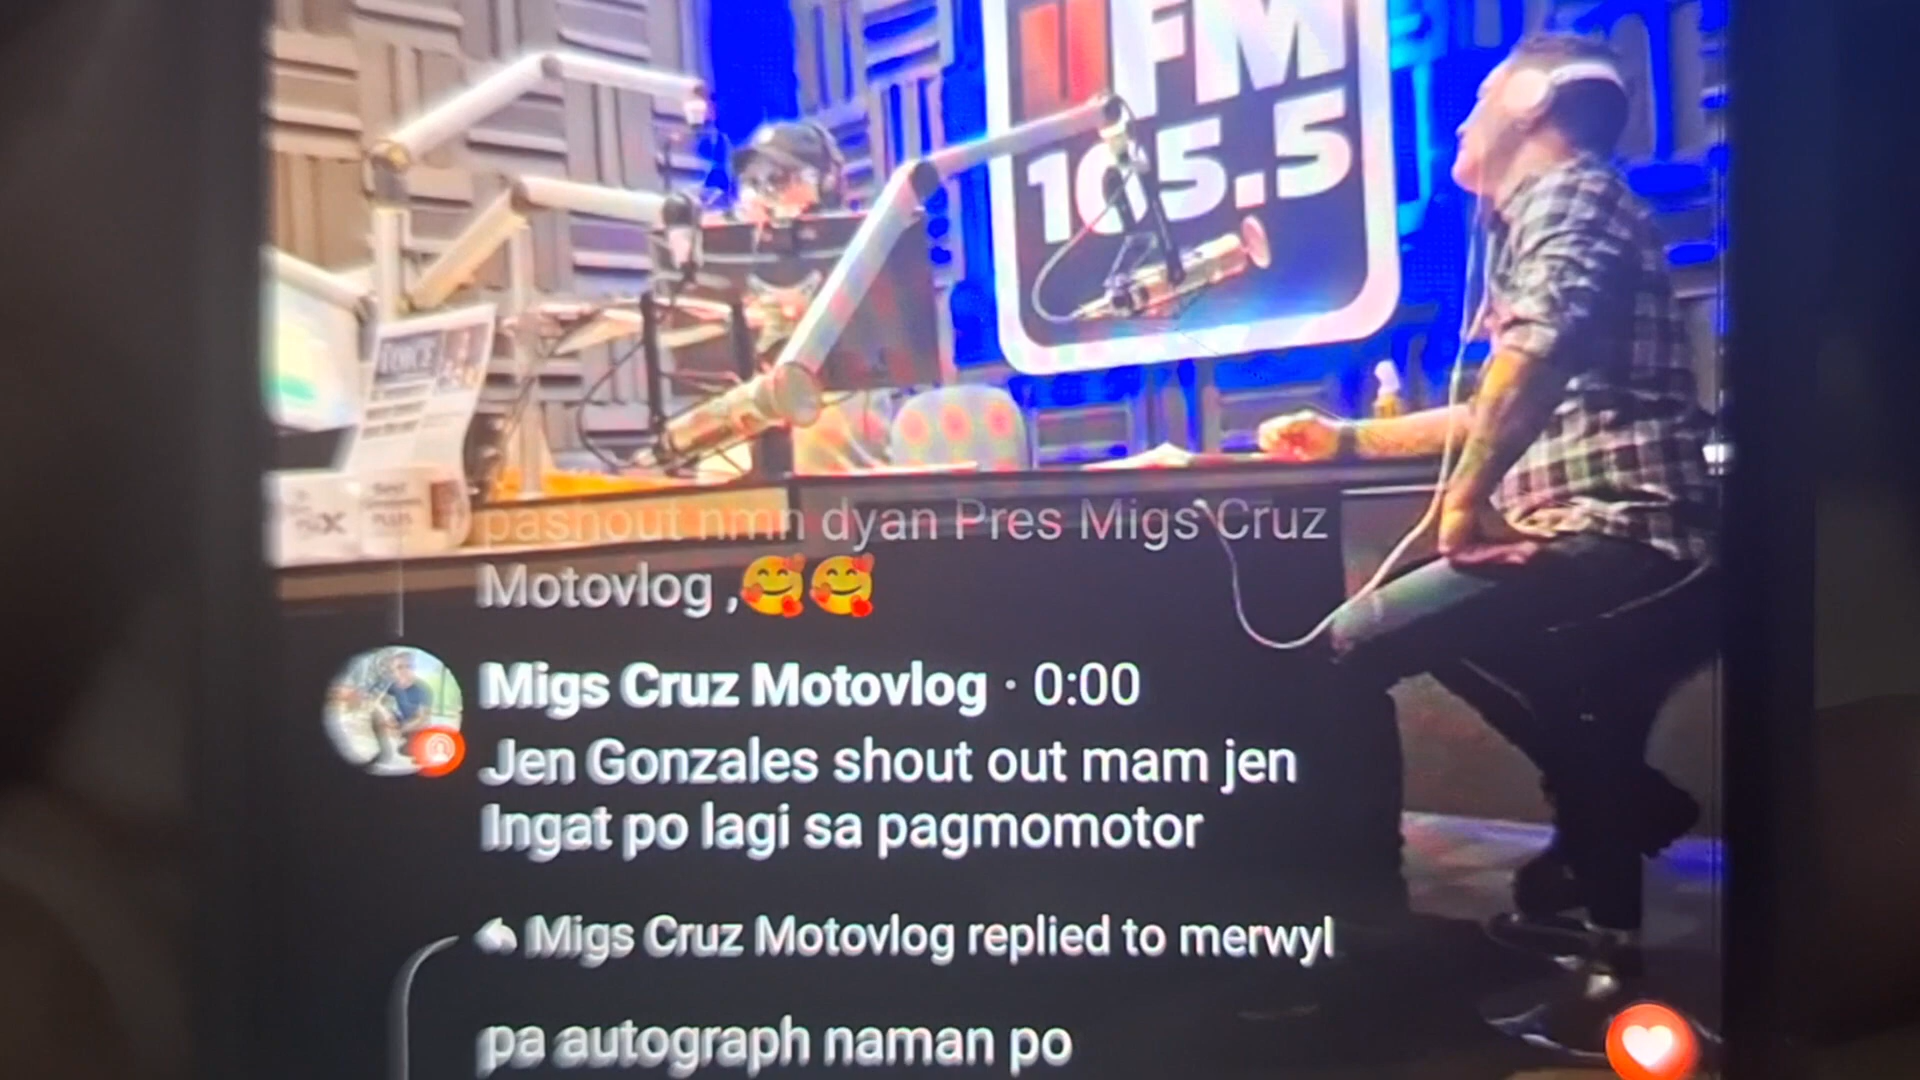 FM
105.5
VOICE
pashout nmn dyan Pres Migs Cruz
Motovlog ,🥰🥰
Migs Cruz Motovlog · 0:00
Jen Gonzales shout out mam jen
Ingat po lagi sa pagmomotor
Migs Cruz Motovlog replied to merwyl
pa autograph naman po